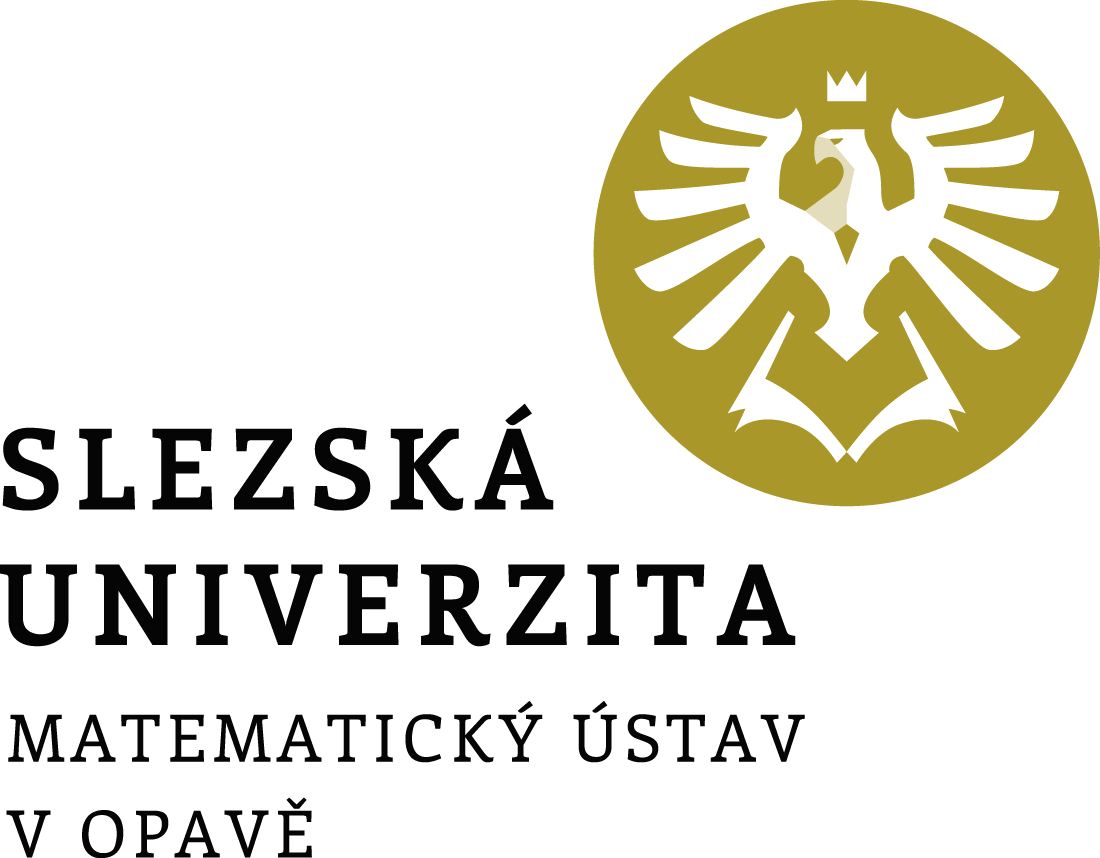 SLEZSKÁ
UNIVERZITA
MATEMATICKÝ ÚSTAV
V OPAVĚ